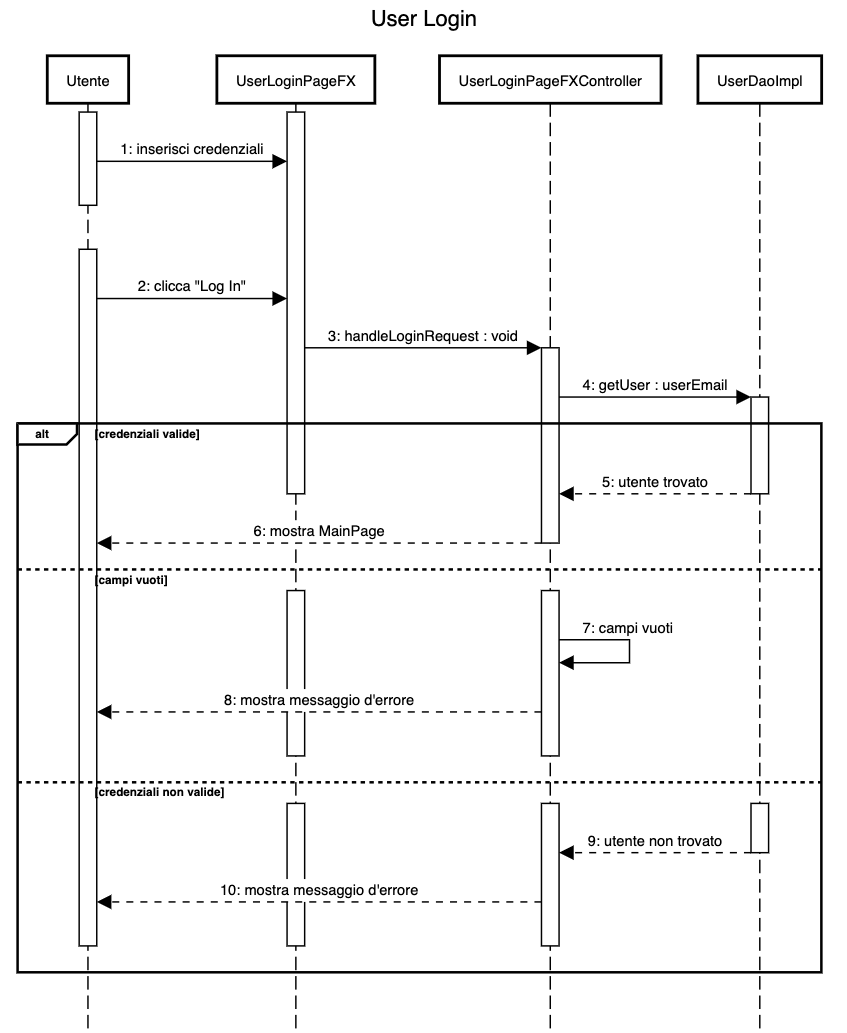 User Login
Utente
UserLoginPageFX
UserLoginPageFXController
UserDaoImpl
1: inserisci credenziali
2: clicca "Log In"
3: handleLoginRequest : void
4: getUser : userEmail
alt
[credenziali valide]
5: utente trovato
6: mostra MainPage
[campi vuoti]
7: campi vuoti
8: mostra messaggio d'errore
[credenziali non valide]
9: utente non trovato
10: mostra messaggio d'errore